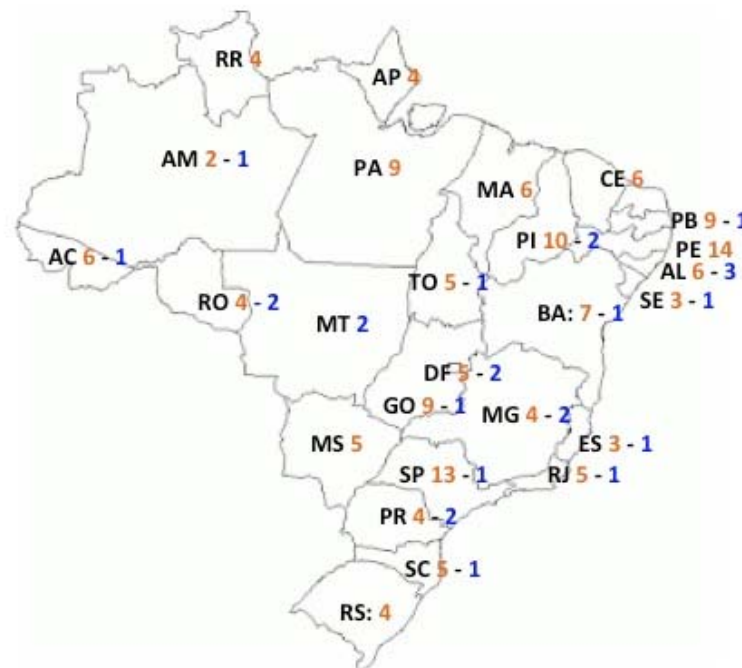 RR 4
AP 4
AM 2 - 1
PA 9
MA 6
CE 6
PB 9 - 1
PI 10 - 2
PE 14
AC 6 - 1
AL 6 - 3
TO 5 - 1
RO 4 - 2
SE 3 - 1
MT 2
BA: 7 - 1
DF 5 - 2
GO 9 - 1
MG 4 - 2
MS 5
ES 3 - 1
SP 13 - 1
RJ 5 - 1
PR 4 - 2
SC 5 - 1
RS: 4